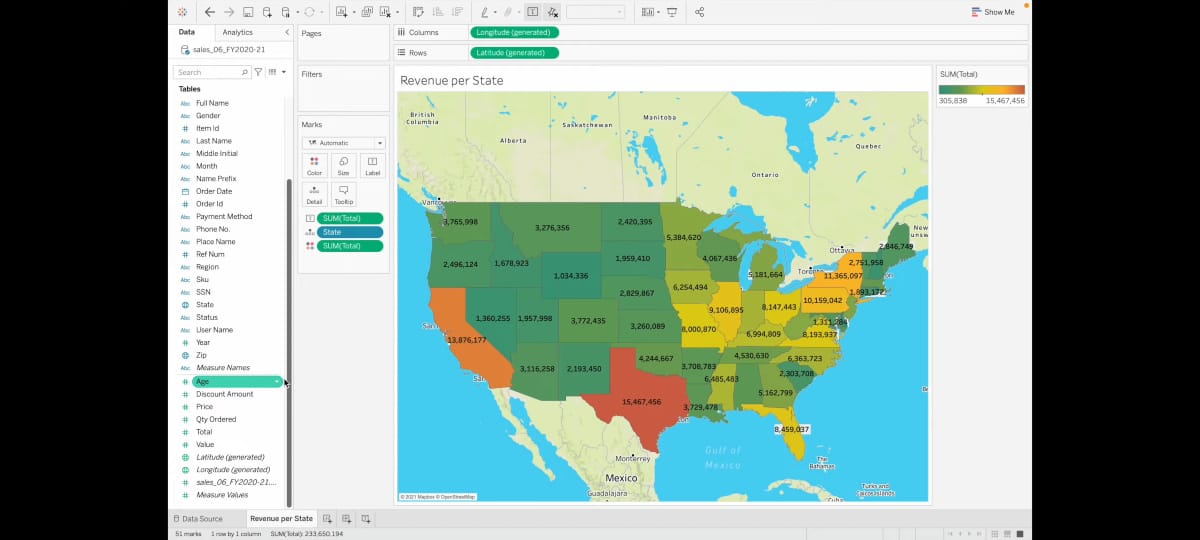 Show Me
Data
Analytics
sales_06_FY2020-21
Search
Tables
Abc Full Name
Abc Gender
# Item Id
Abc Last Name
Abc Middle Initial
Abc Month
Abc Name Prefix
Order Date
# Order Id
Abc Payment Method
Abc Phone No.
Abc Place Name
# Ref Num
Abc Region
Abc Sku
Abc SSN
State
Abc Status
Abc User Name
# Year
Zip
Abc Measure Names
# Age
# Discount Amount
# Price
# Qty Ordered
# Total
# Value
Latitude (generated)
Longitude (generated)
# sales_06_FY2020-21....
# Measure Values
Pages
Filters
Marks
Automatic
Color
Size
Label
Detail
Tooltip
SUM(Total)
State
SUM(Total)
Columns
Longitude (generated)
Rows
Latitude (generated)
Revenue per State
British
Columbia
Alberta
Saskatchewan
Manitoba
Ontario
Quebec
Ottawa
3,765,998
3,276,356
2,420,395
5,384,620
2,846,749
2,496,124
1,678,923
1,959,410
4,067,436
2,751,958
1,034,336
5,181,664
11,365,097
2,829,867
6,254,494
1,893,172
10,159,042
9,106,895
8,147,443
1,360,255
1,957,998
3,772,435
3,260,089
8,000,870
6,994,809
8,193,937
13,876,177
4,244,667
4,530,630
6,363,723
3,116,258
2,193,450
3,708,783
2,303,708
6,485,483
5,162,799
15,467,456
3,729,478
8,459,037
Monterrey
Gulf of
Mexico
The
Bahamas
Mexico
Guadalajara
Cuba
Turks and
Caicos Islands
© 2021 Mapbox © OpenStreetMap
SUM(Total)
305,838
15,467,456
Data Source
Revenue per State
51 marks
1 row by 1 column
SUM(Total): 233,650,194